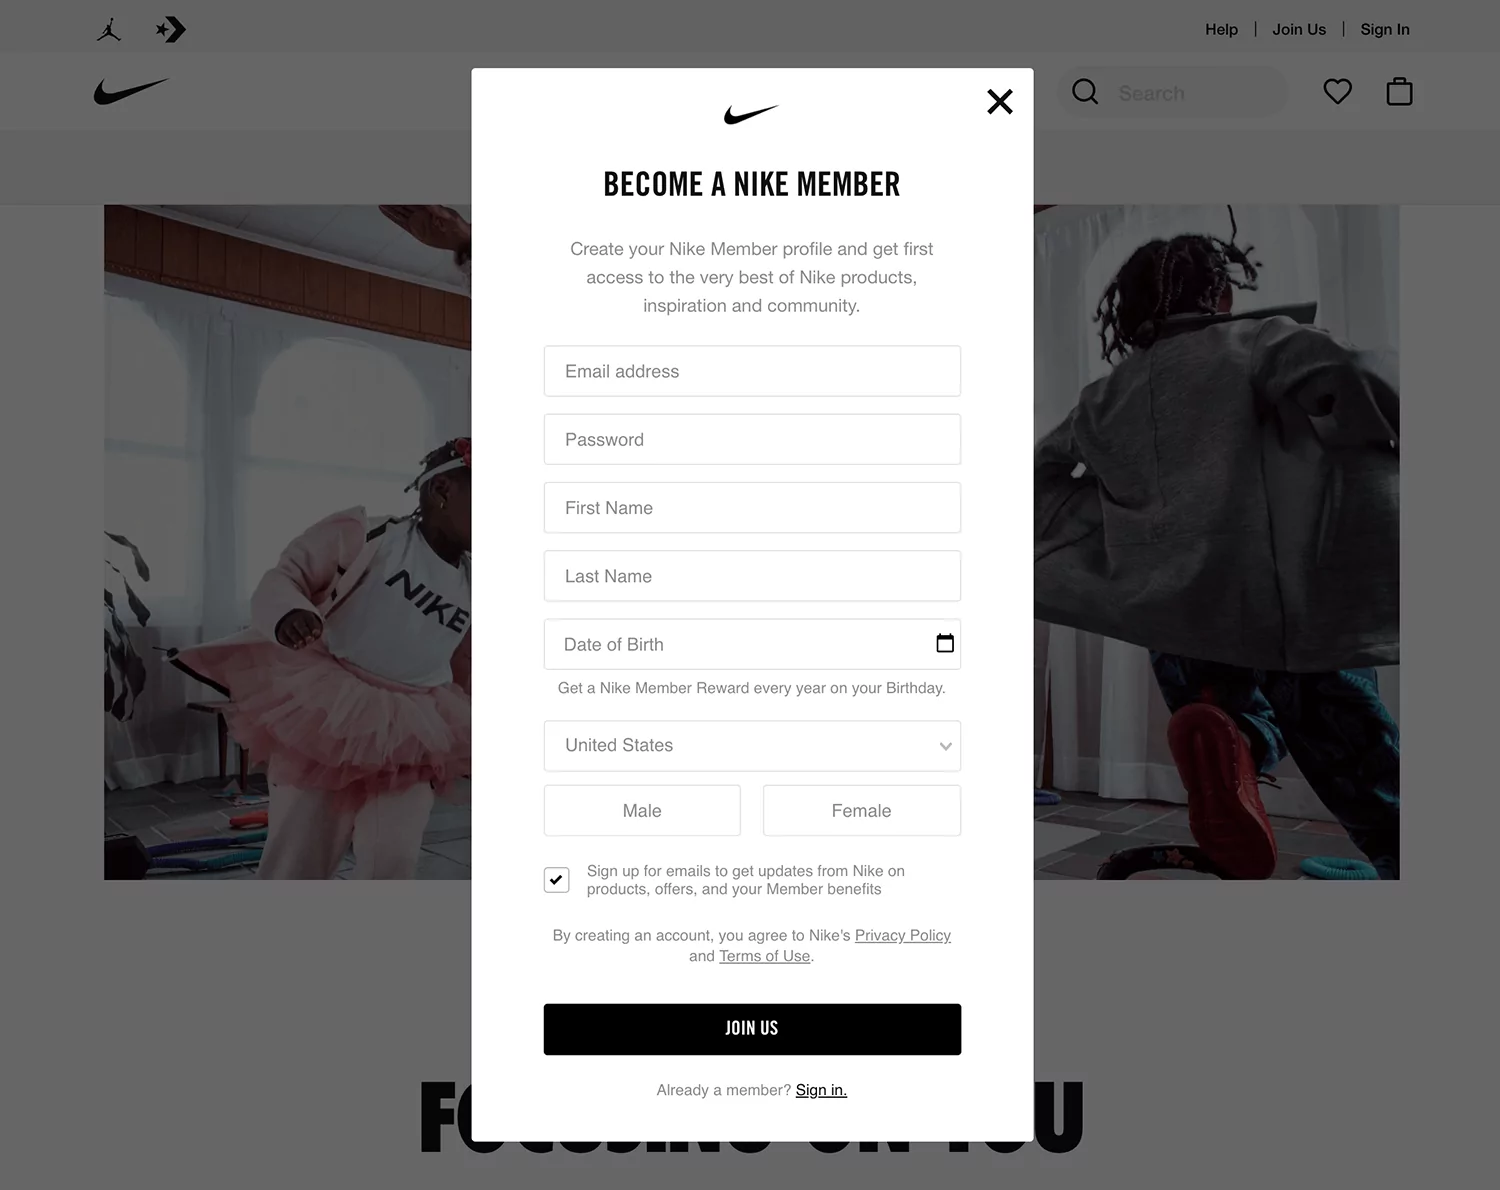 Help | Join Us | Sign In
Search
BECOME A NIKE MEMBER
Create your Nike Member profile and get first
access to the very best of Nike products,
inspiration and community.
Email address
Password
First Name
Last Name
Date of Birth
Get a Nike Member Reward every year on your Birthday.
United States
Male
Female
Sign up for emails to get updates from Nike on
products, offers, and your Member benefits
By creating an account, you agree to Nike's Privacy Policy
and Terms of Use.
JOIN US
Already a member? Sign in.
NIKE
FOCUSING ON YOU